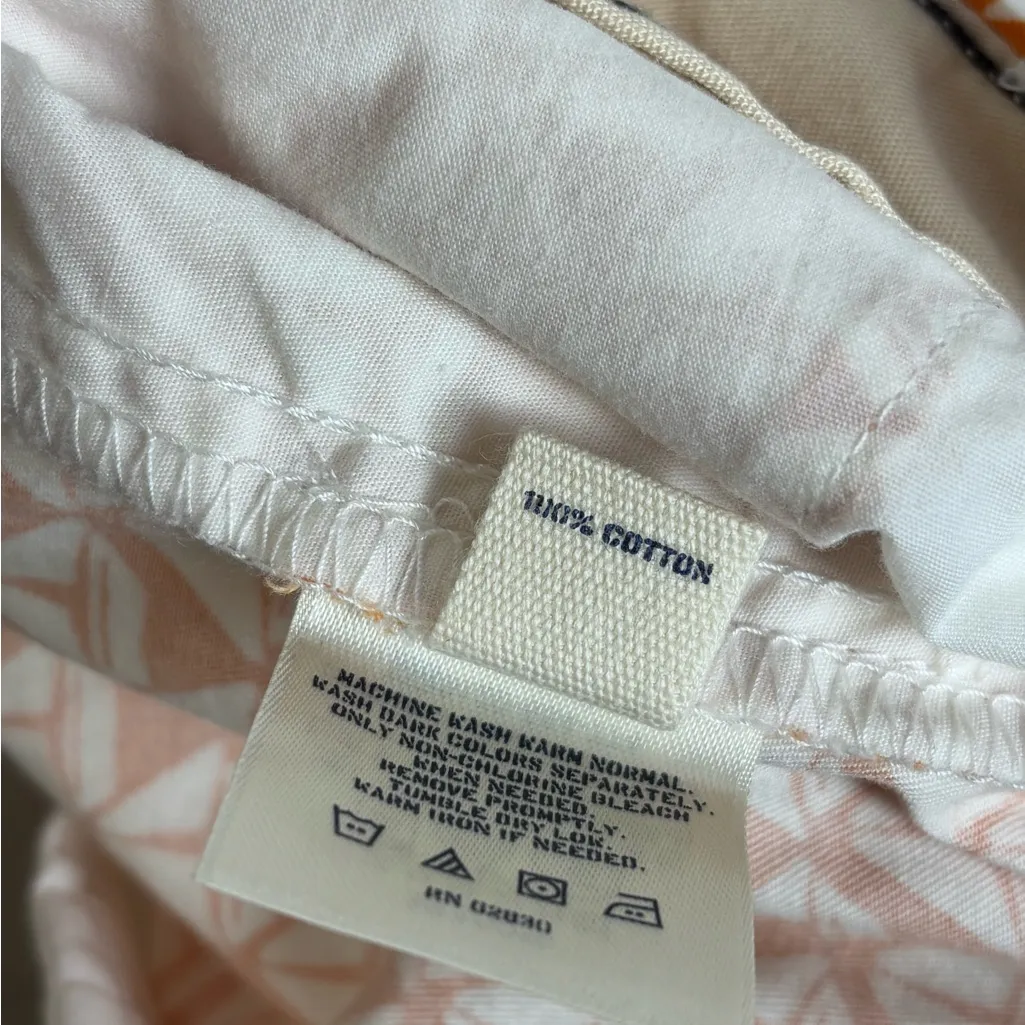 100% COTTON
MACHINE WASH WARM NORMAL.
WASH DARK COLORS SEPARATELY.
ONLY NON-CHLORINE BLEACH
WHEN NEEDED.
REMOVE PROMPTLY.
TUMBLE DRY LOW.
WARM IRON IF NEEDED.
RN 62830